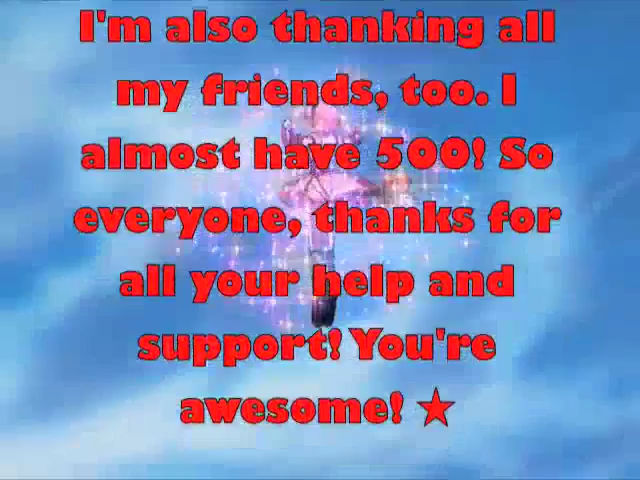 I'm also thanking all
my friends, too. I
almost have 500! So
everyone, thanks for
all your help and
support! You're
awesome! ★